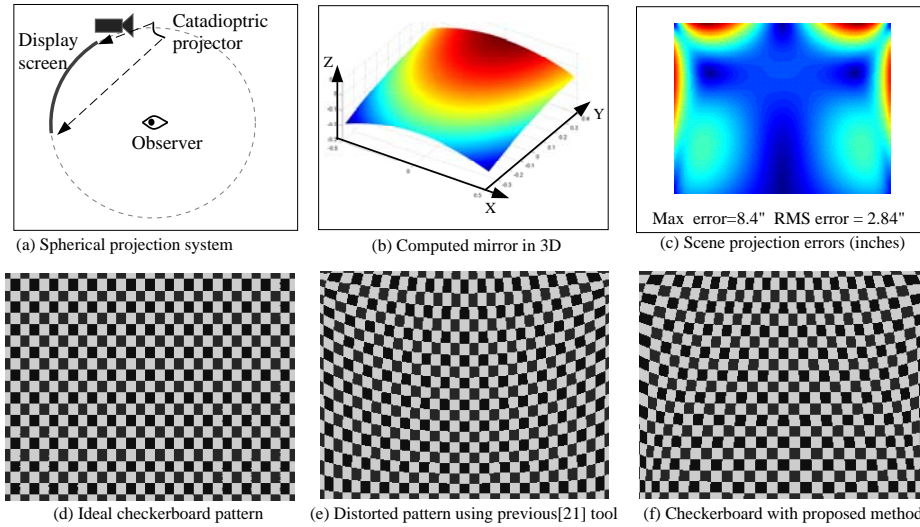 Catadioptric
projector
Display
screen
Observer
(a) Spherical projection system
Z
Y
X
(b) Computed mirror in 3D
Max error=8.4" RMS error = 2.84"
(c) Scene projection errors (inches)
(d) Ideal checkerboard pattern
(e) Distorted pattern using previous[21] tool
(f) Checkerboard with proposed method